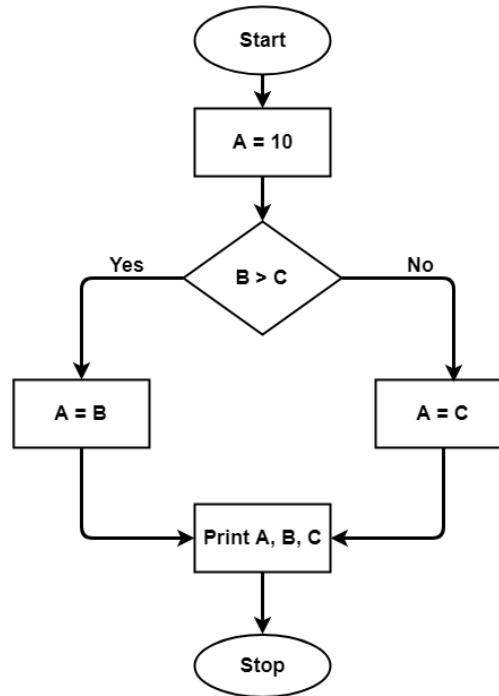 Start
A = 10
Yes
B > C
No
A = B
A = C
Print A, B, C
Stop